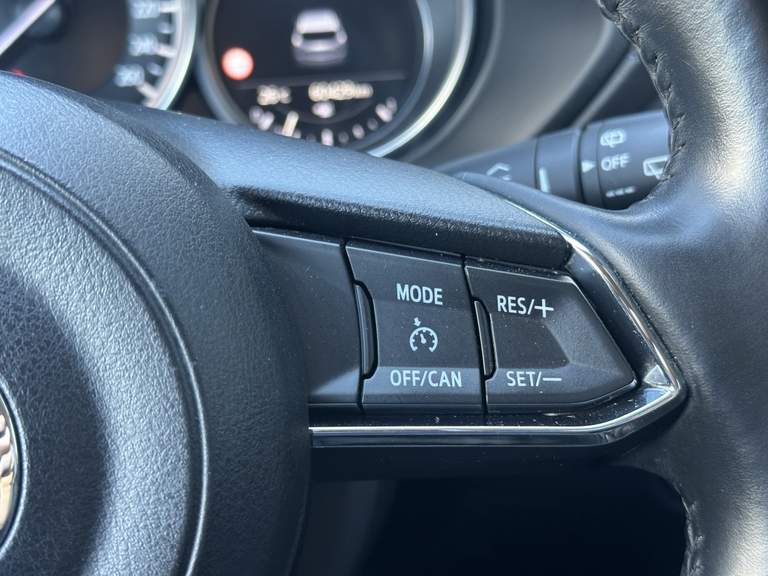 OFF
MODE
RES/+
OFF/CAN
SET/−